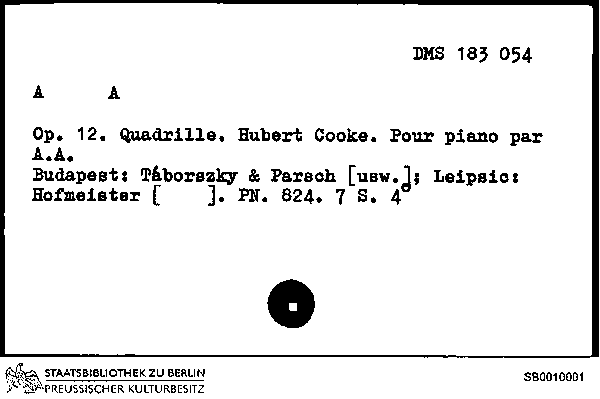 DMS 183 054
A A
Op. 12. Quadrille. Hubert Cooke. Pour piano par
A.A.
Budapest: Táborszky & Parsch [usw.]; Leipsic:
Hofmeister [ ]. PN. 824. 7 S. 4°
STAATSBIBLIOTHEK ZU BERLIN
PREUSSISCHER KULTURBESITZ
SB0010001